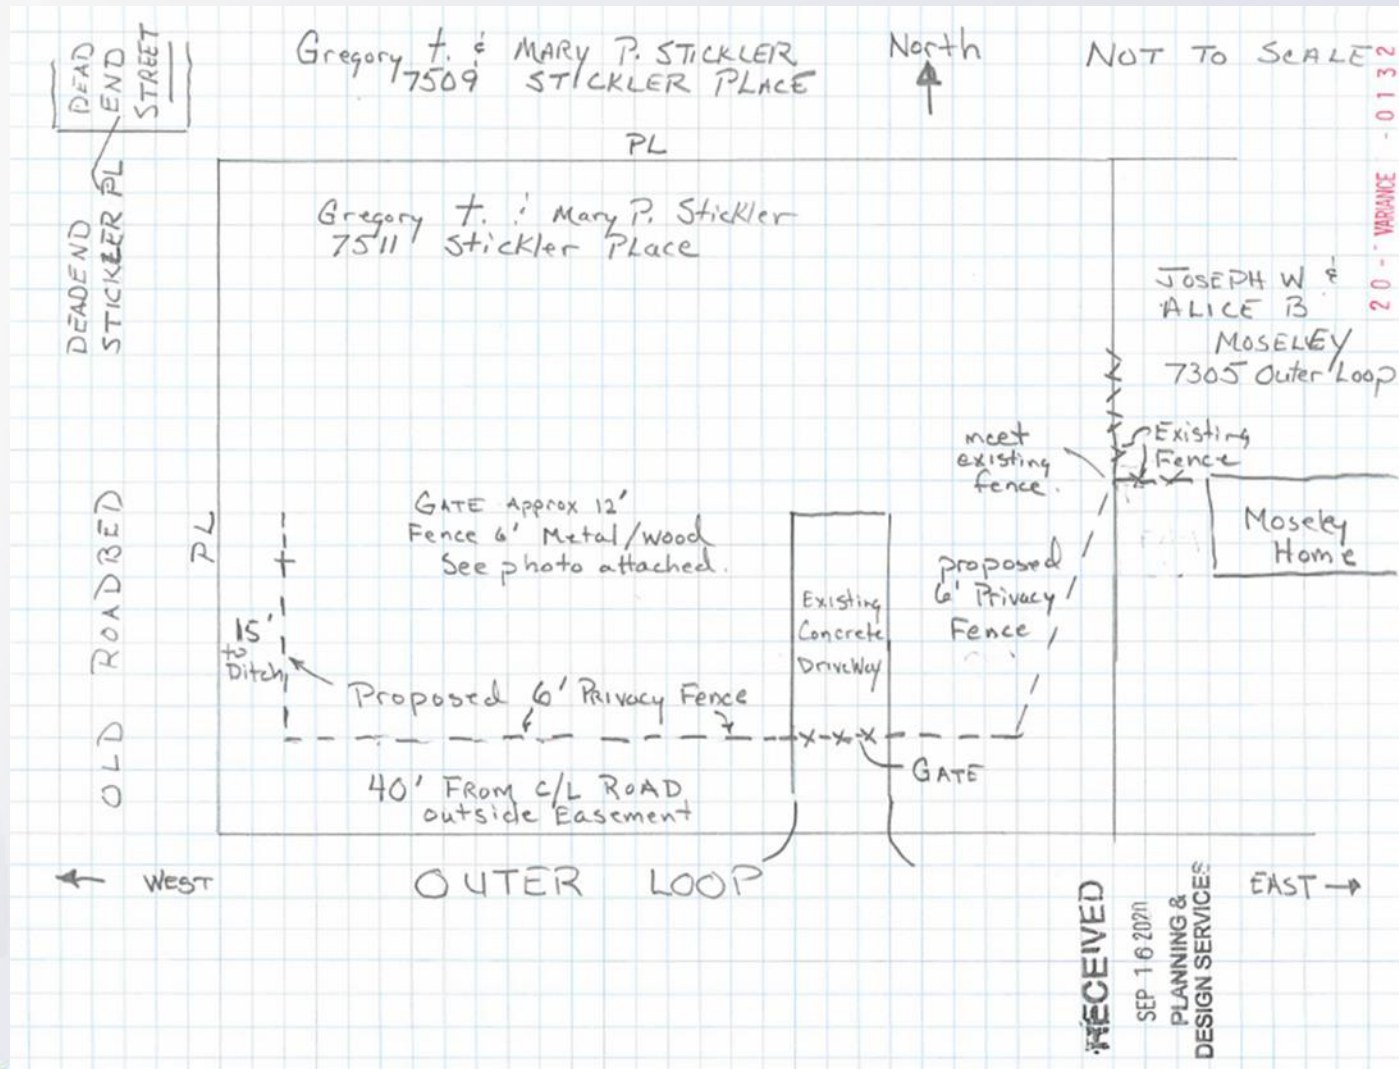 DEAD
END
STREET
Gregory T. & MARY P. STICKLER
7509 STICKLER PLACE
North
NOT TO SCALE
20 - VARIANCE - 0132
PL
DEADEND
STICKLER PL
Gregory T. & Mary P. Stickler
7511 Stickler Place
JOSEPH W &
ALICE B
MOSELEY
7305 Outer Loop
meet
existing
fence.
Existing
Fence
Moseley
Home
OLD ROADBED
PL
GATE Approx 12'
Fence 6' Metal/wood
See photo attached.
Existing
Concrete
DriveWay
proposed
6' Privacy
Fence
15'
to
Ditch
Proposed 6' Privacy Fence
GATE
40' FROM C/L ROAD
outside Easement
WEST
OUTER LOOP
EAST
RECEIVED
SEP 16 2020
PLANNING &
DESIGN SERVICES